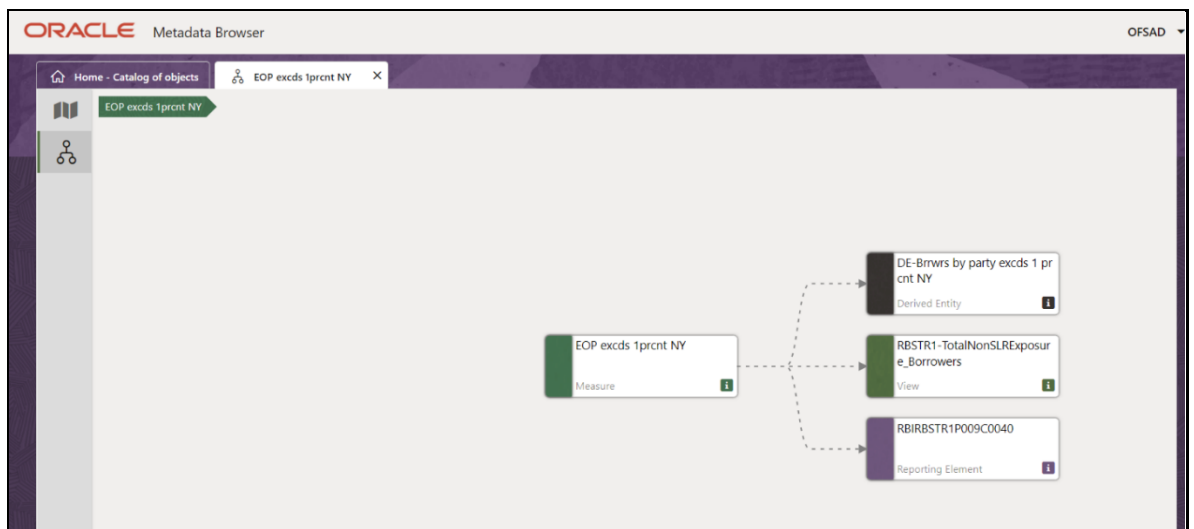 ORACLE Metadata Browser OFSAD
Home - Catalog of objects EOP excds 1prcnt NY X
EOP excds 1prcnt NY
DE-Brrwrs by party excds 1 pr
cnt NY
Derived Entity i
EOP excds 1prcnt NY
Measure i
RBSTR1-TotalNonSLRExposur
e_Borrowers
View i
RBIRBSTR1P009C0040
Reporting Element i